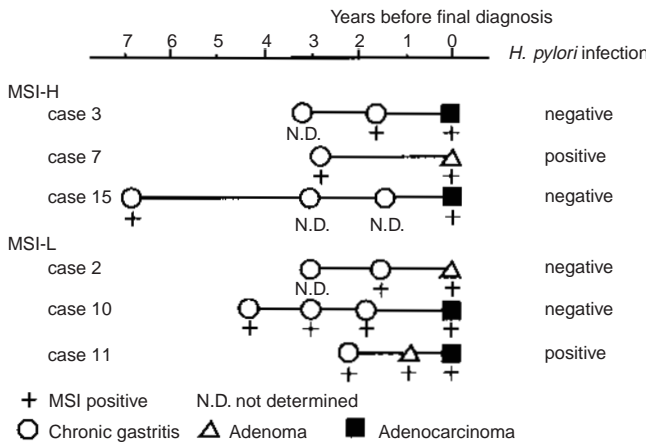 Years before final diagnosis
7 6 5 4 3 2 1 0
H. pylori infection
MSI-H
case 3 negative
N.D. + +
case 7 positive
+ +
case 15 negative
+ N.D. N.D. +
MSI-L
case 2 negative
N.D. + +
case 10 negative
+ + + +
case 11 positive
+ + +
+ MSI positive N.D. not determined
Chronic gastritis Adenoma Adenocarcinoma